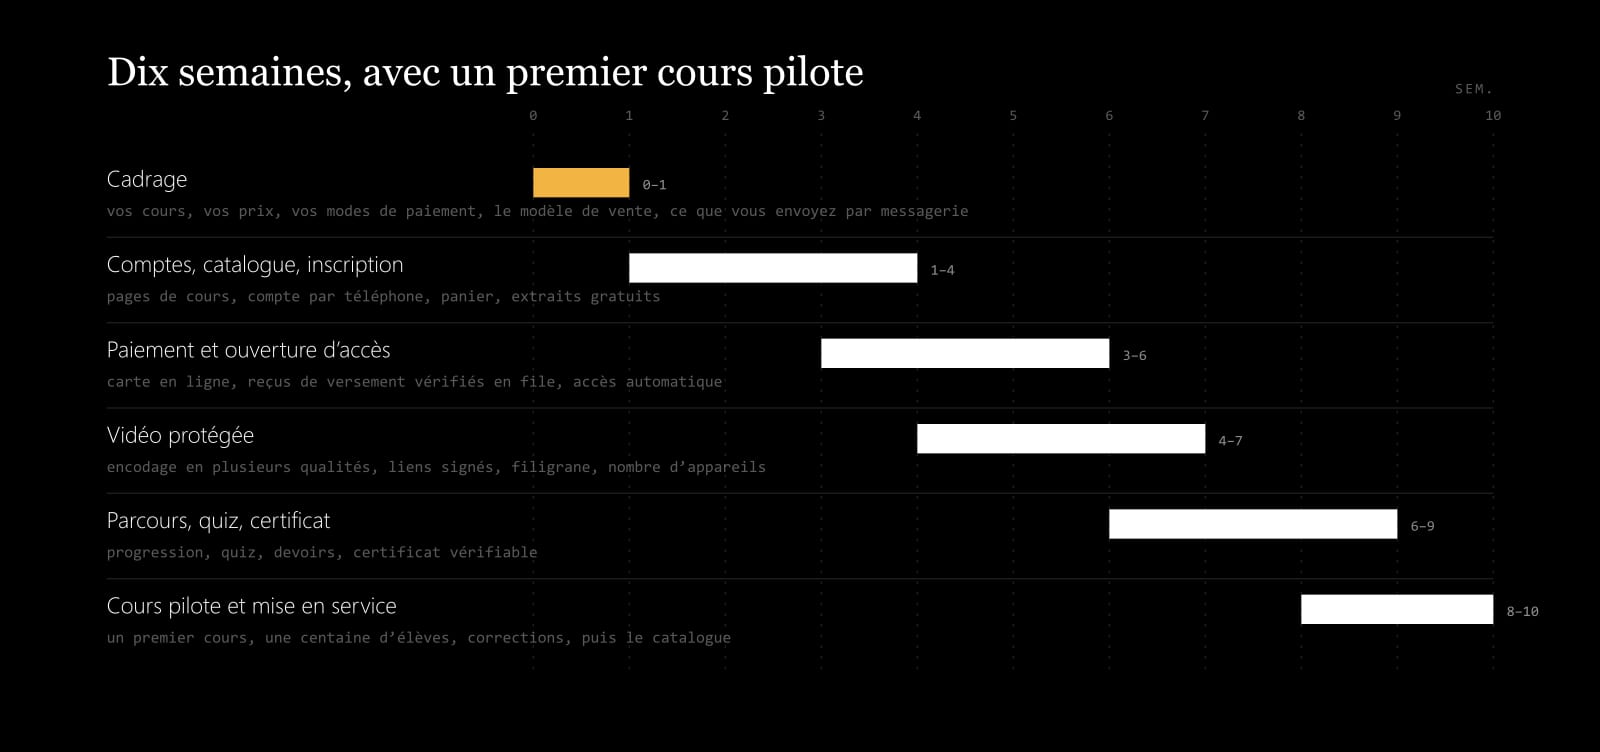 Dix semaines, avec un premier cours pilote
SEM.
0 1 2 3 4 5 6 7 8 9 10
Cadrage
0–1
vos cours, vos prix, vos modes de paiement, le modèle de vente, ce que vous envoyez par messagerie
Comptes, catalogue, inscription
1–4
pages de cours, compte par téléphone, panier, extraits gratuits
Paiement et ouverture d’accès
3–6
carte en ligne, reçus de versement vérifiés en file, accès automatique
Vidéo protégée
4–7
encodage en plusieurs qualités, liens signés, filigrane, nombre d’appareils
Parcours, quiz, certificat
6–9
progression, quiz, devoirs, certificat vérifiable
Cours pilote et mise en service
8–10
un premier cours, une centaine d’élèves, corrections, puis le catalogue